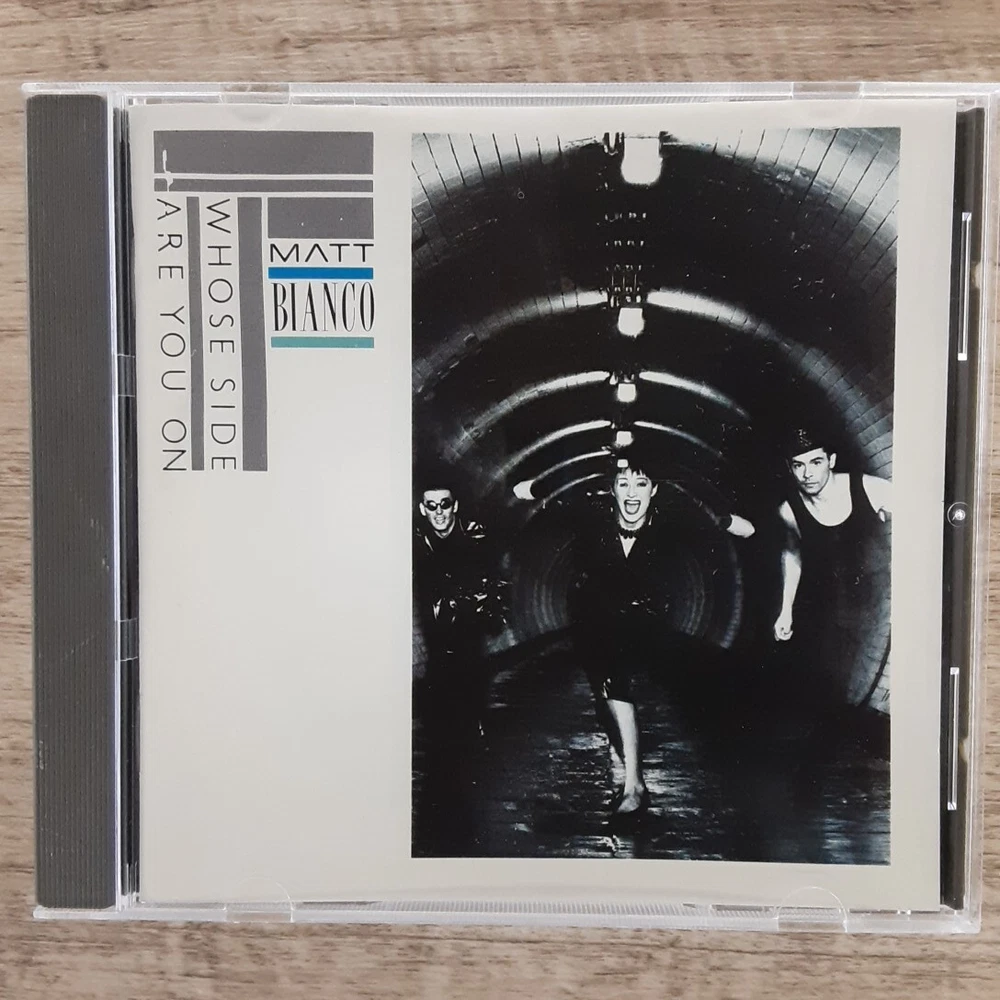 MATT
BIANCO
WHOSE SIDE
ARE YOU ON